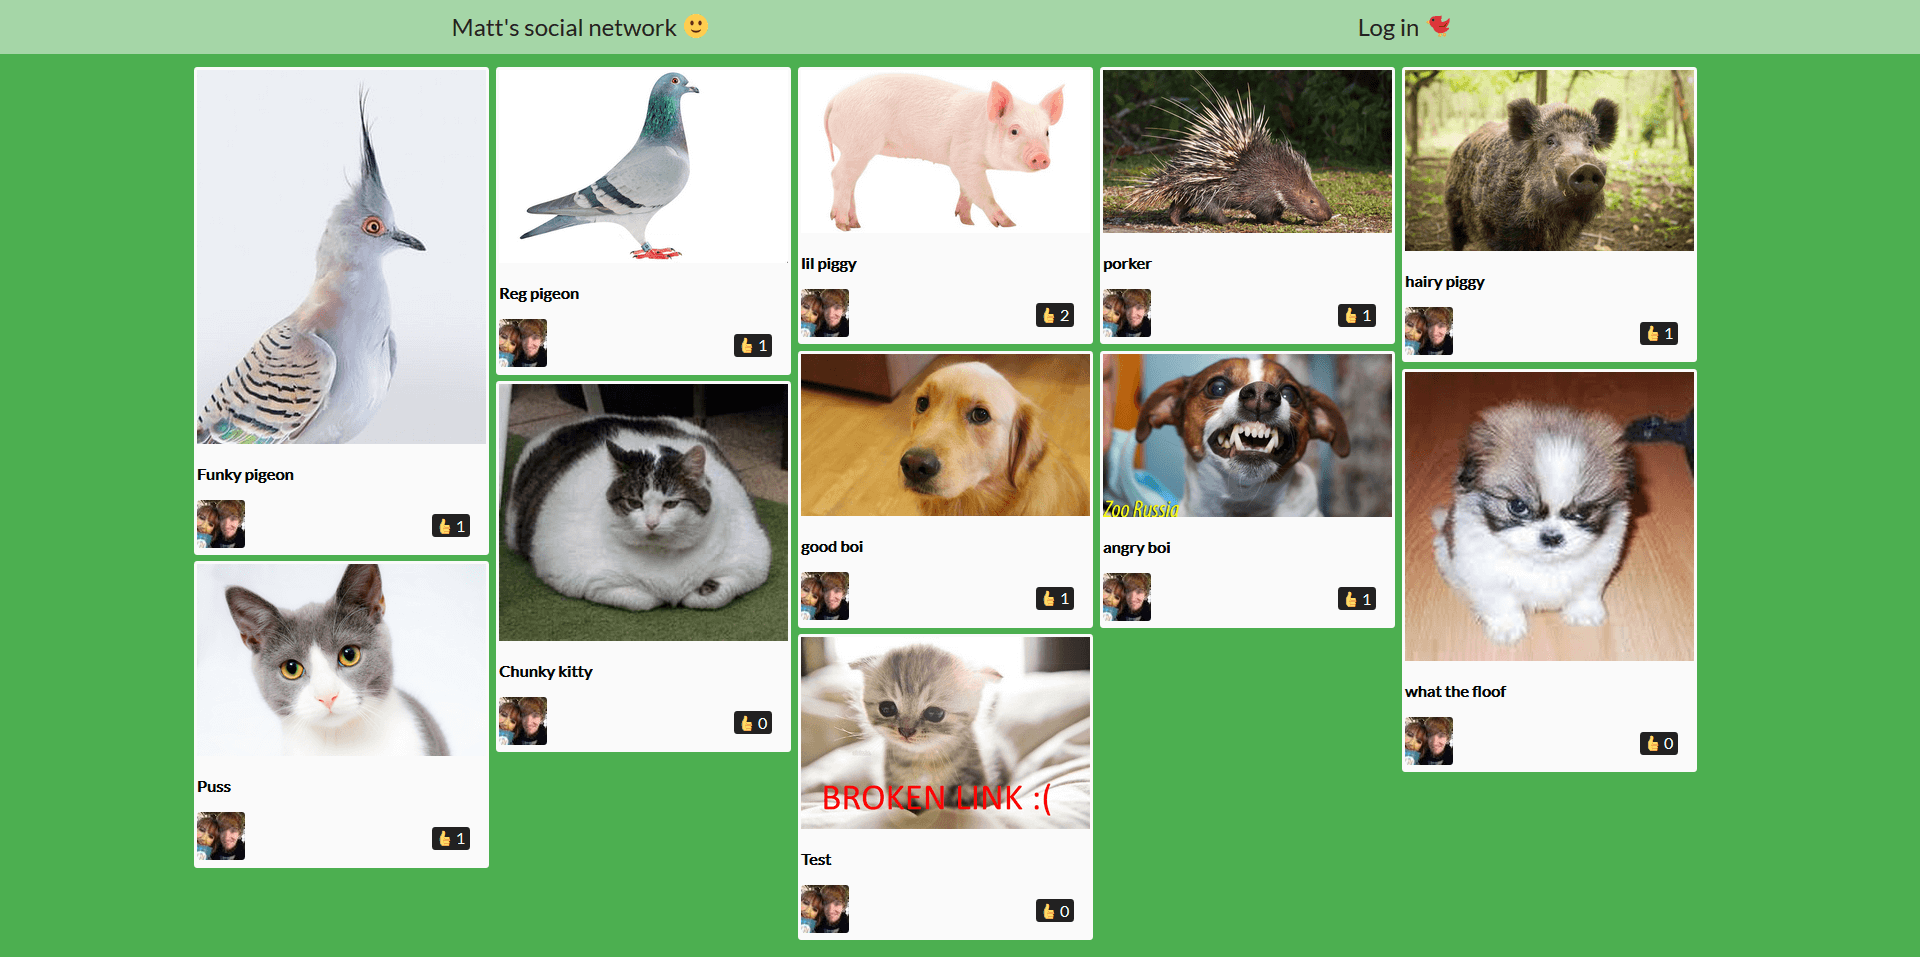 Matt's social network 🙂
Log in 🐦
Funky pigeon
👍 1
Reg pigeon
👍 1
lil piggy
👍 2
porker
👍 1
hairy piggy
👍 1
Puss
👍 1
Chunky kitty
👍 0
good boi
👍 1
Zoo Russia
angry boi
👍 1
what the floof
👍 0
BROKEN LINK :(
Test
👍 0